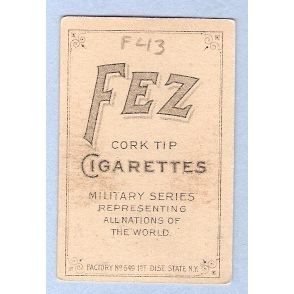 F43
FEZ
CORK TIP
CIGARETTES
MILITARY SERIES
REPRESENTING
ALL NATIONS OF
THE WORLD.
FACTORY No 649 1ST DIST. STATE N.Y.